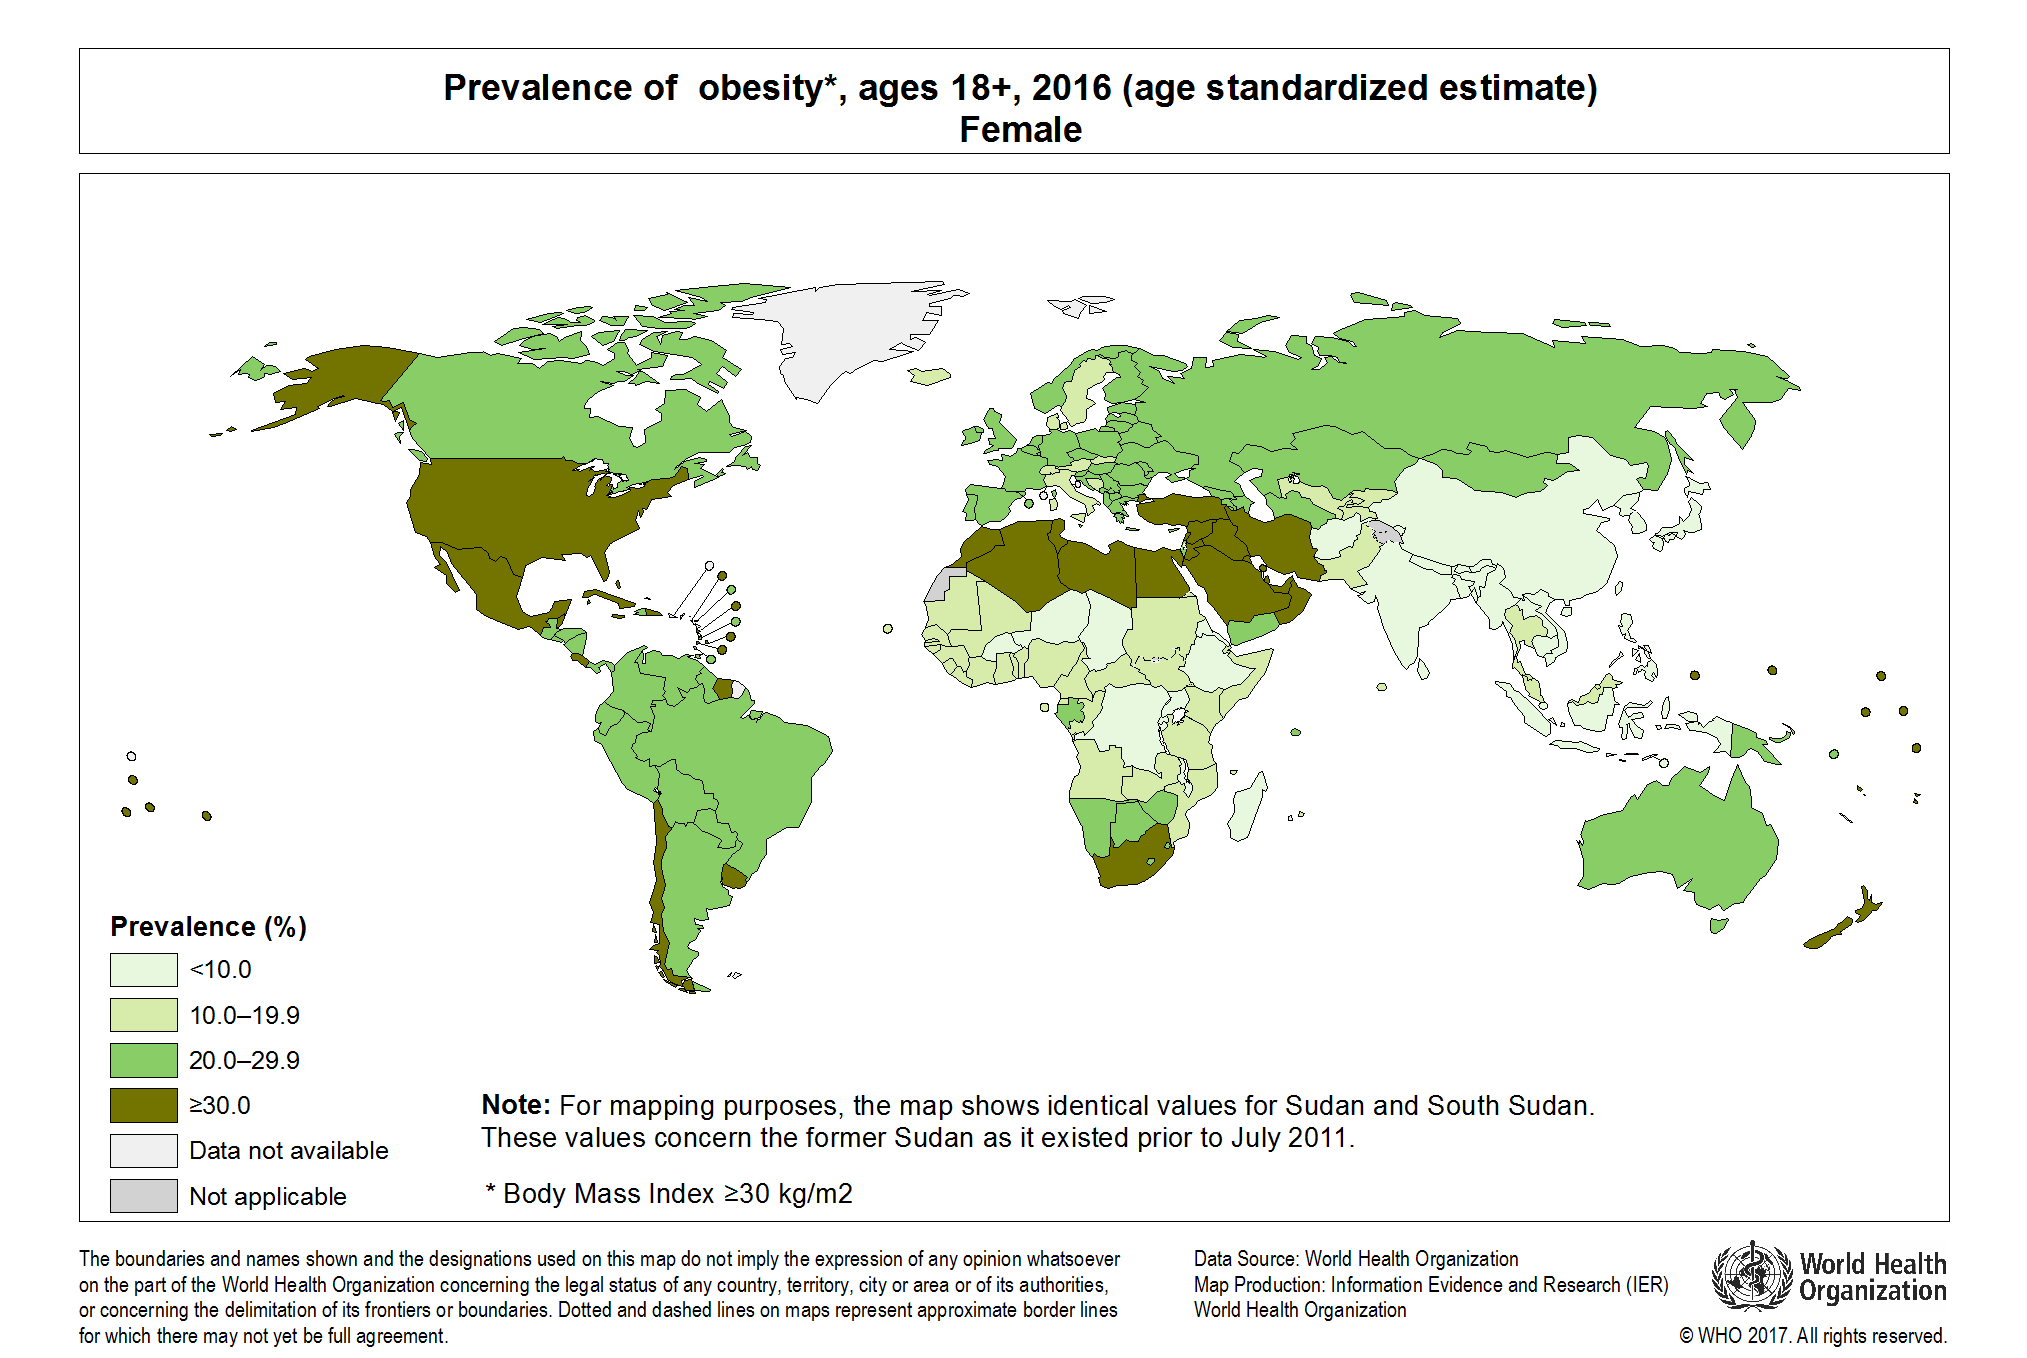 Prevalence of  obesity*, ages 18+, 2016 (age standardized estimate)
Female
Prevalence (%)
<10.0
10.0–19.9
20.0–29.9
≥30.0
Data not available
Not applicable
Note: For mapping purposes, the map shows identical values for Sudan and South Sudan.
These values concern the former Sudan as it existed prior to July 2011.
* Body Mass Index ≥30 kg/m2
The boundaries and names shown and the designations used on this map do not imply the expression of any opinion whatsoever
on the part of the World Health Organization concerning the legal status of any country, territory, city or area or of its authorities,
or concerning the delimitation of its frontiers or boundaries. Dotted and dashed lines on maps represent approximate border lines
for which there may not yet be full agreement.
Data Source: World Health Organization
Map Production: Information Evidence and Research (IER)
World Health Organization
World Health
Organization
© WHO 2017. All rights reserved.